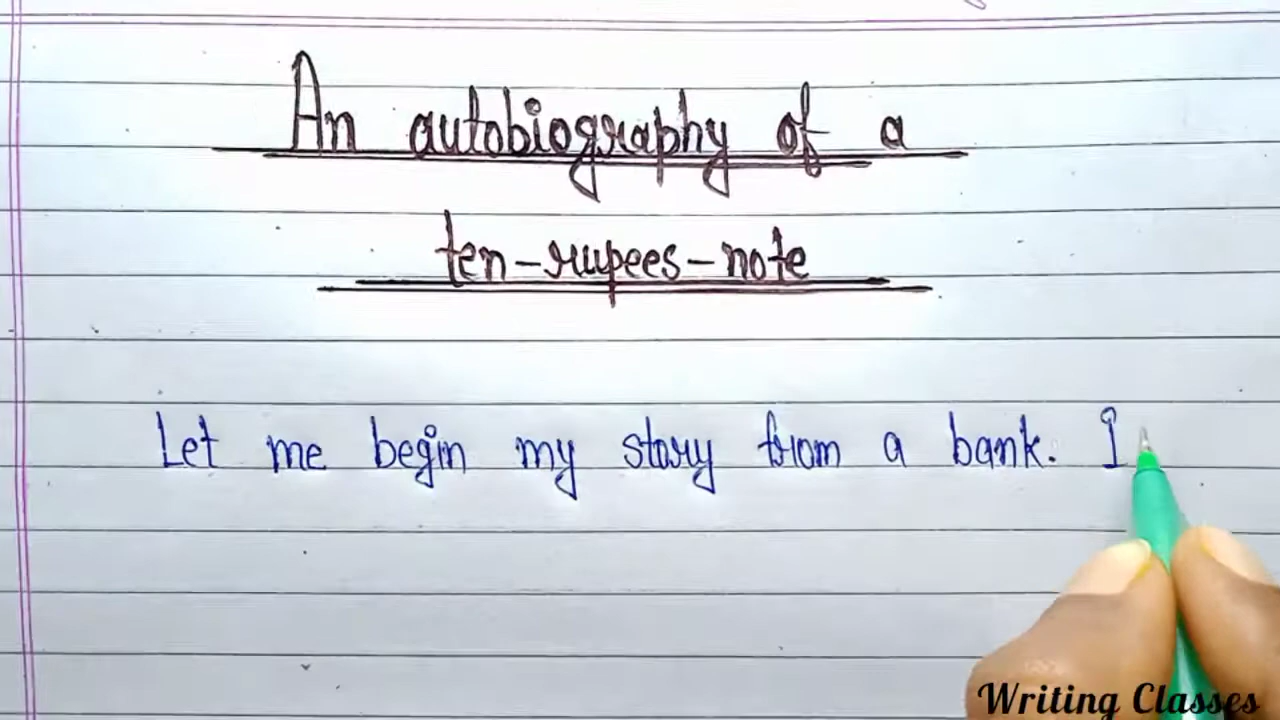 An autobiography of a
ten-rupees-note
Let me begin my story from a bank. I
Writing Classes